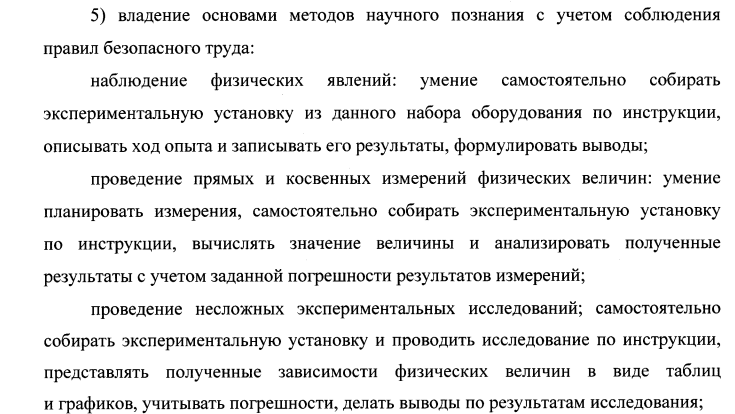 5) владение основами методов научного познания с учетом соблюдения
правил безопасного труда:
наблюдение физических явлений: умение самостоятельно собирать
экспериментальную установку из данного набора оборудования по инструкции,
описывать ход опыта и записывать его результаты, формулировать выводы;
проведение прямых и косвенных измерений физических величин: умение
планировать измерения, самостоятельно собирать экспериментальную установку
по инструкции, вычислять значение величины и анализировать полученные
результаты с учетом заданной погрешности результатов измерений;
проведение несложных экспериментальных исследований; самостоятельно
собирать экспериментальную установку и проводить исследование по инструкции,
представлять полученные зависимости физических величин в виде таблиц
и графиков, учитывать погрешности, делать выводы по результатам исследования;